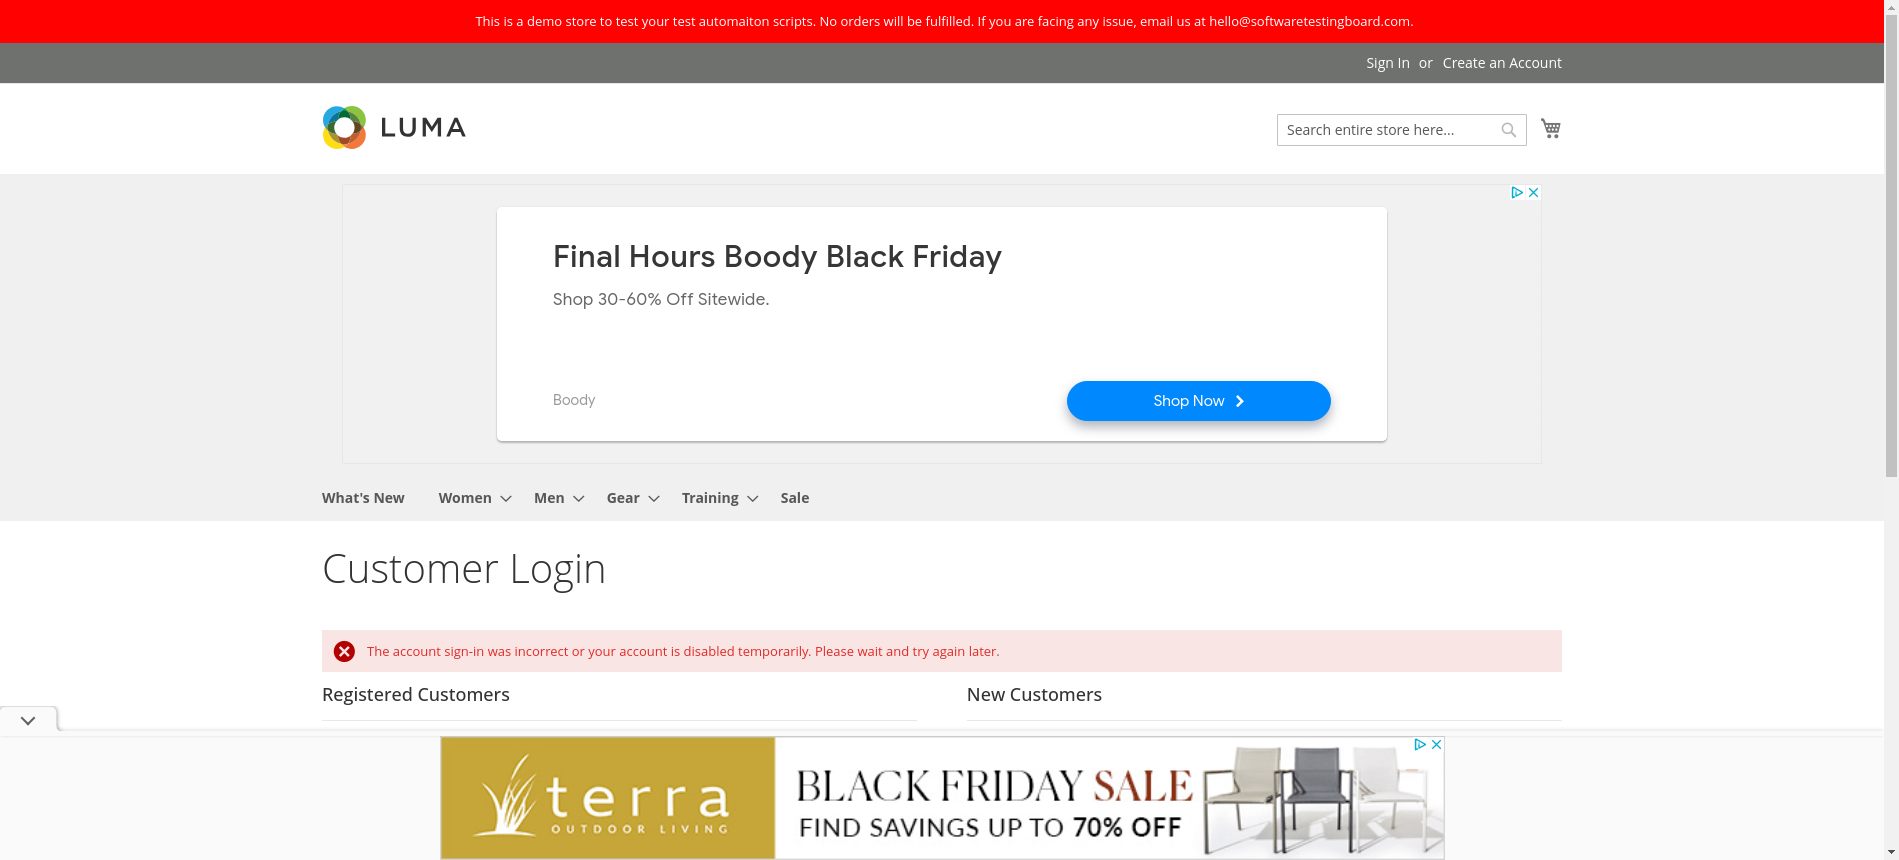 This is a demo store to test your test automaiton scripts. No orders will be fulfilled. If you are facing any issue, email us at hello@softwaretestingboard.com.
Sign In or Create an Account
LUMA
Search entire store here...
Final Hours Boody Black Friday
Shop 30-60% Off Sitewide.
Boody
Shop Now
What's New Women Men Gear Training Sale
Customer Login
The account sign-in was incorrect or your account is disabled temporarily. Please wait and try again later.
Registered Customers
New Customers
terra
OUTDOOR LIVING
BLACK FRIDAY SALE
FIND SAVINGS UP TO 70% OFF